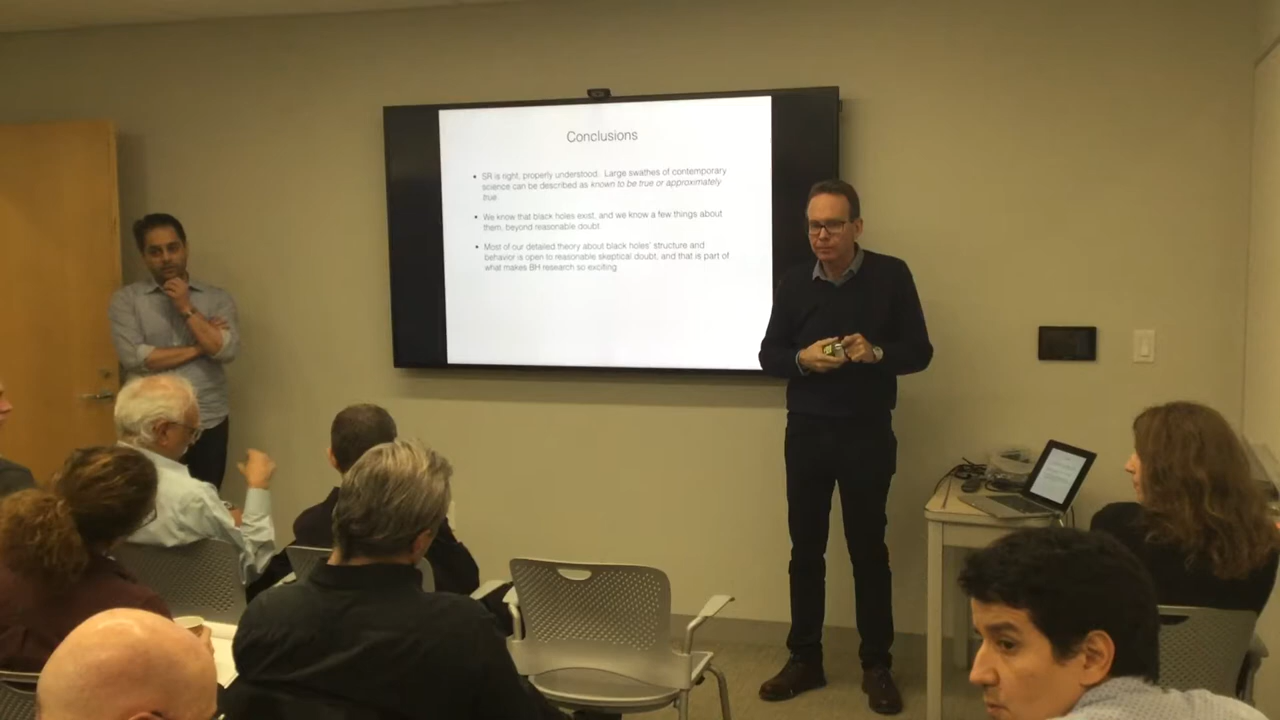 Conclusions
• SR is right, properly understood. Large swathes of contemporary
science can be described as known to be true or approximately
true.
• We know that black holes exist, and we know a few things about
them, beyond reasonable doubt.
• Most of our detailed theory about black holes' structure and
behavior is open to reasonable skeptical doubt, and that is part of
what makes BH research so exciting